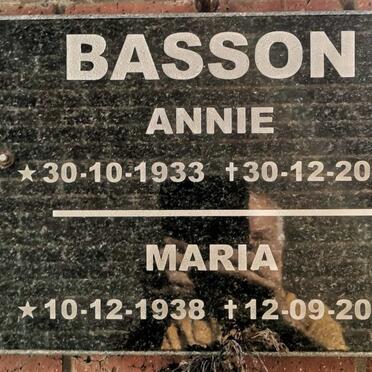 BASSON
ANNIE
★30-10-1933 ✝30-12-20
MARIA
★10-12-1938 ✝12-09-20